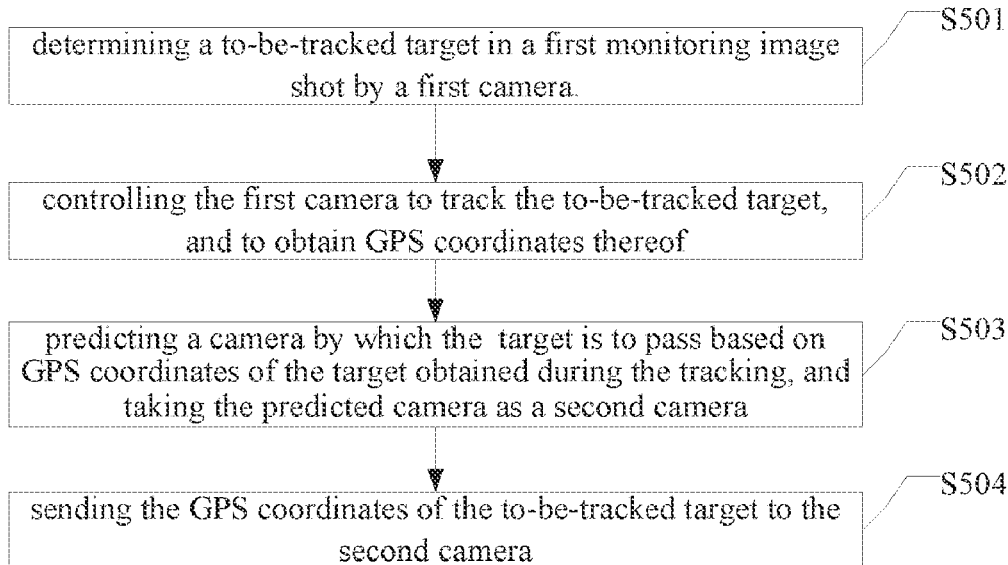 S501
determining a to-be-tracked target in a first monitoring image
shot by a first camera.
S502
controlling the first camera to track the to-be-tracked target,
and to obtain GPS coordinates thereof
S503
predicting a camera by which the target is to pass based on
GPS coordinates of the target obtained during the tracking, and
taking the predicted camera as a second camera
S504
sending the GPS coordinates of the to-be-tracked target to the
second camera